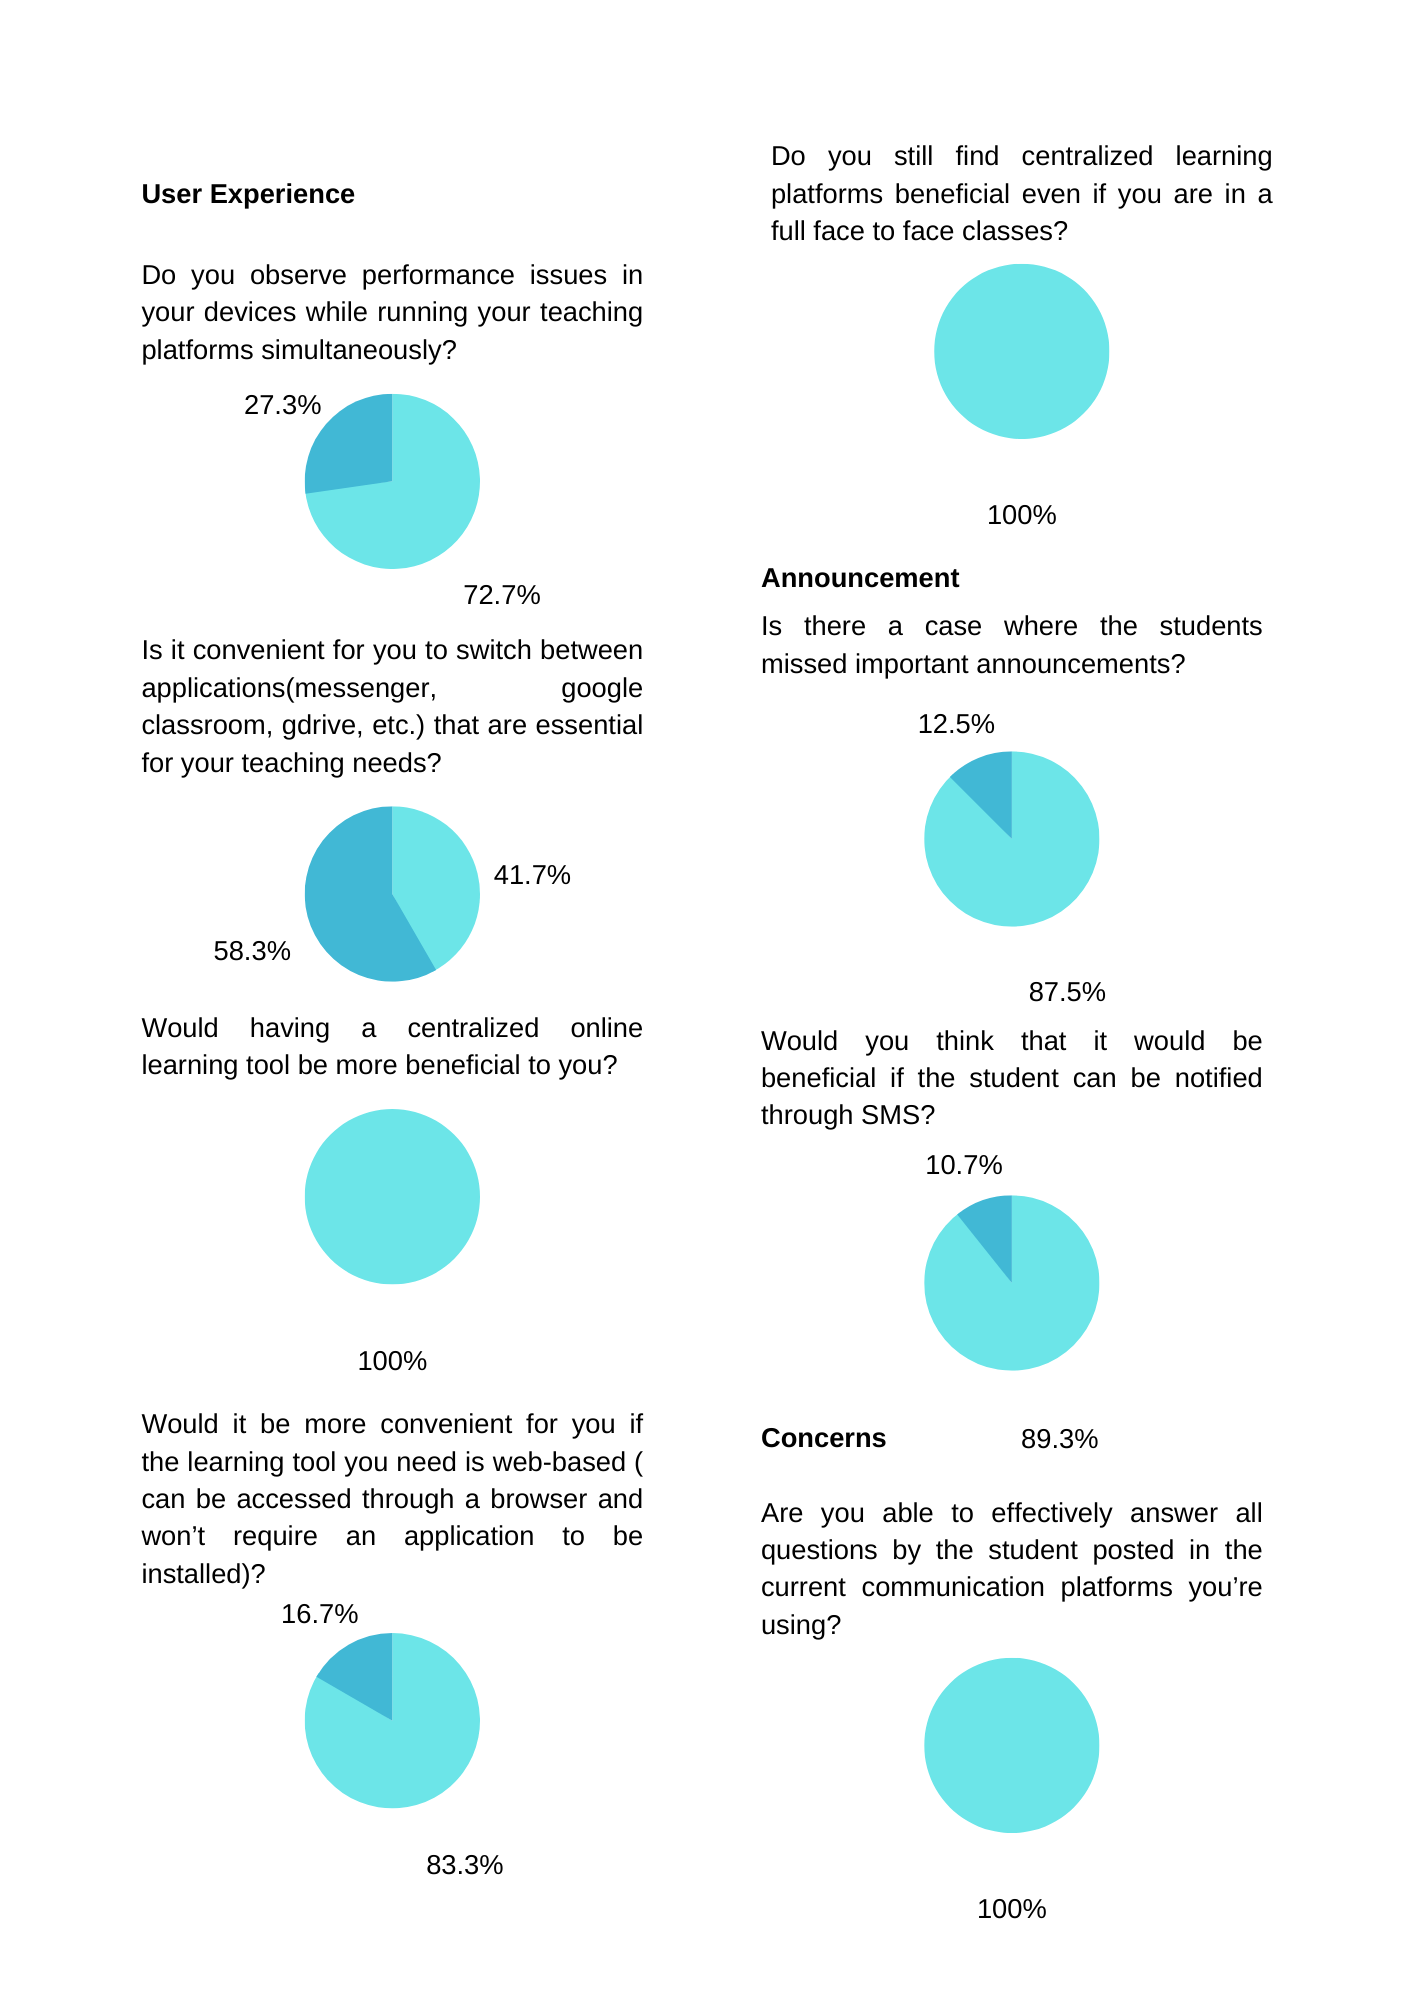 User Experience
Do you observe performance issues in
your devices while running your teaching
platforms simultaneously?
27.3%
72.7%
Is it convenient for you to switch between
applications(messenger, google
classroom, gdrive, etc.) that are essential
for your teaching needs?
41.7%
58.3%
Would having a centralized online
learning tool be more beneficial to you?
100%
Would it be more convenient for you if
the learning tool you need is web-based (
can be accessed through a browser and
won’t require an application to be
installed)?
16.7%
83.3%
Do you still find centralized learning
platforms beneficial even if you are in a
full face to face classes?
100%
Announcement
Is there a case where the students
missed important announcements?
12.5%
87.5%
Would you think that it would be
beneficial if the student can be notified
through SMS?
10.7%
89.3%
Concerns
Are you able to effectively answer all
questions by the student posted in the
current communication platforms you’re
using?
100%